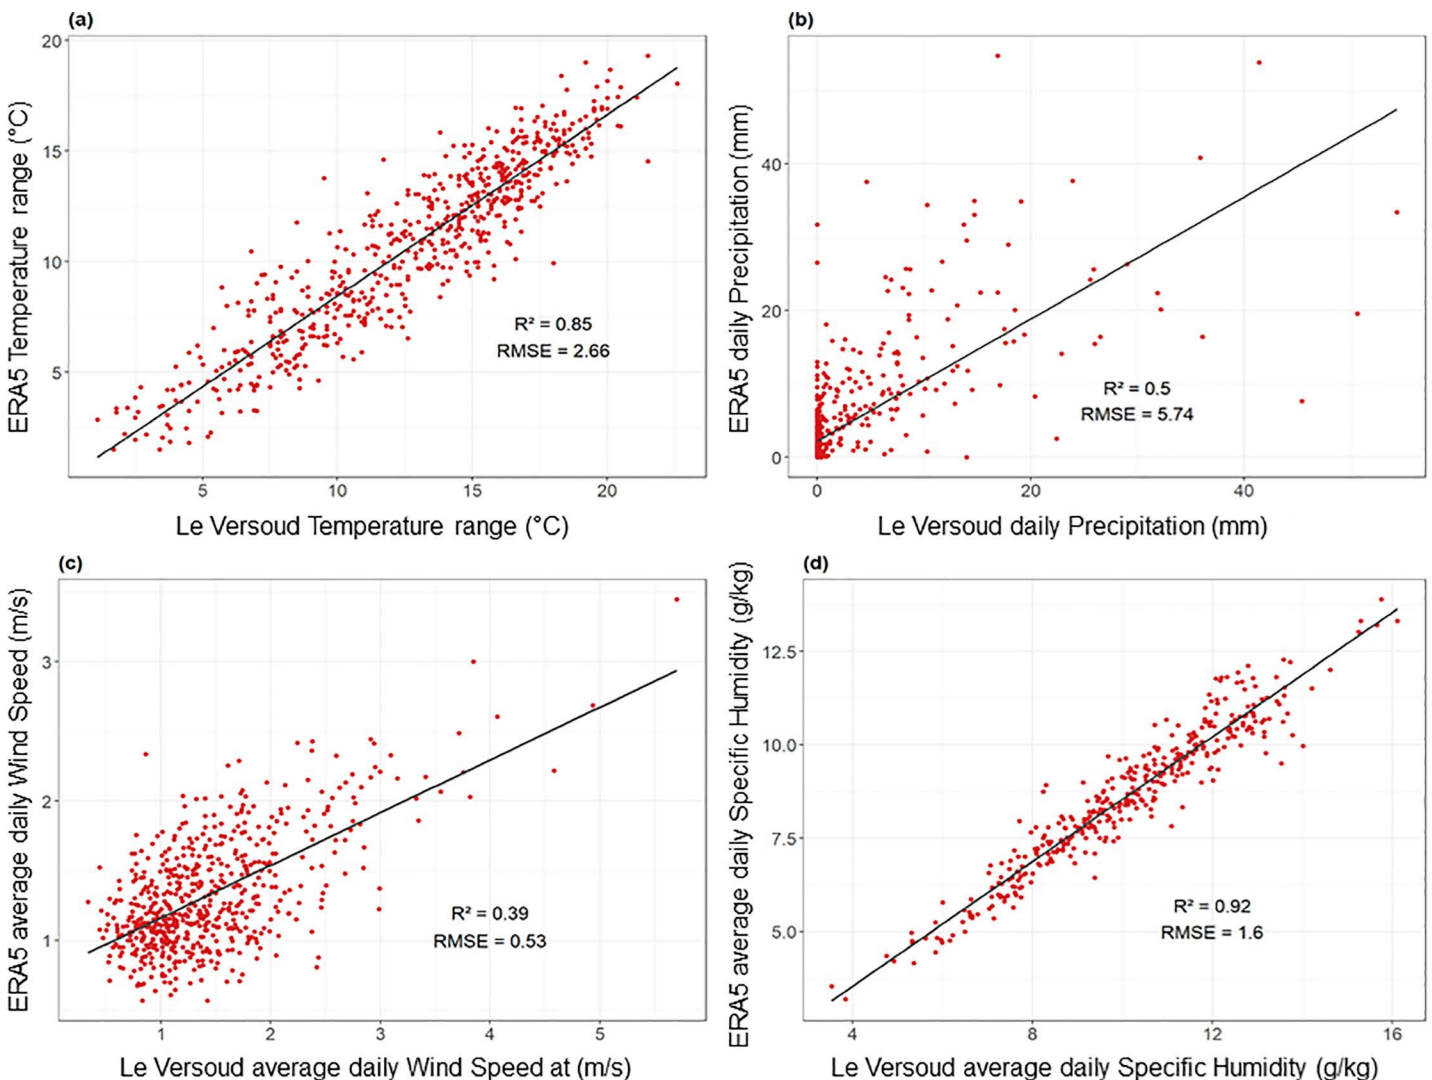 (a)
ERA5 Temperature range (°C)
20
15
10
5
R² = 0.85
RMSE = 2.66
5 10 15 20
Le Versoud Temperature range (°C)
(b)
ERA5 daily Precipitation (mm)
40
20
0
R² = 0.5
RMSE = 5.74
0 20 40
Le Versoud daily Precipitation (mm)
(c)
ERA5 average daily Wind Speed (m/s)
3
2
1
R² = 0.39
RMSE = 0.53
1 2 3 4 5
Le Versoud average daily Wind Speed at (m/s)
(d)
ERA5 average daily Specific Humidity (g/kg)
12.5
10.0
7.5
5.0
R² = 0.92
RMSE = 1.6
4 8 12 16
Le Versoud average daily Specific Humidity (g/kg)